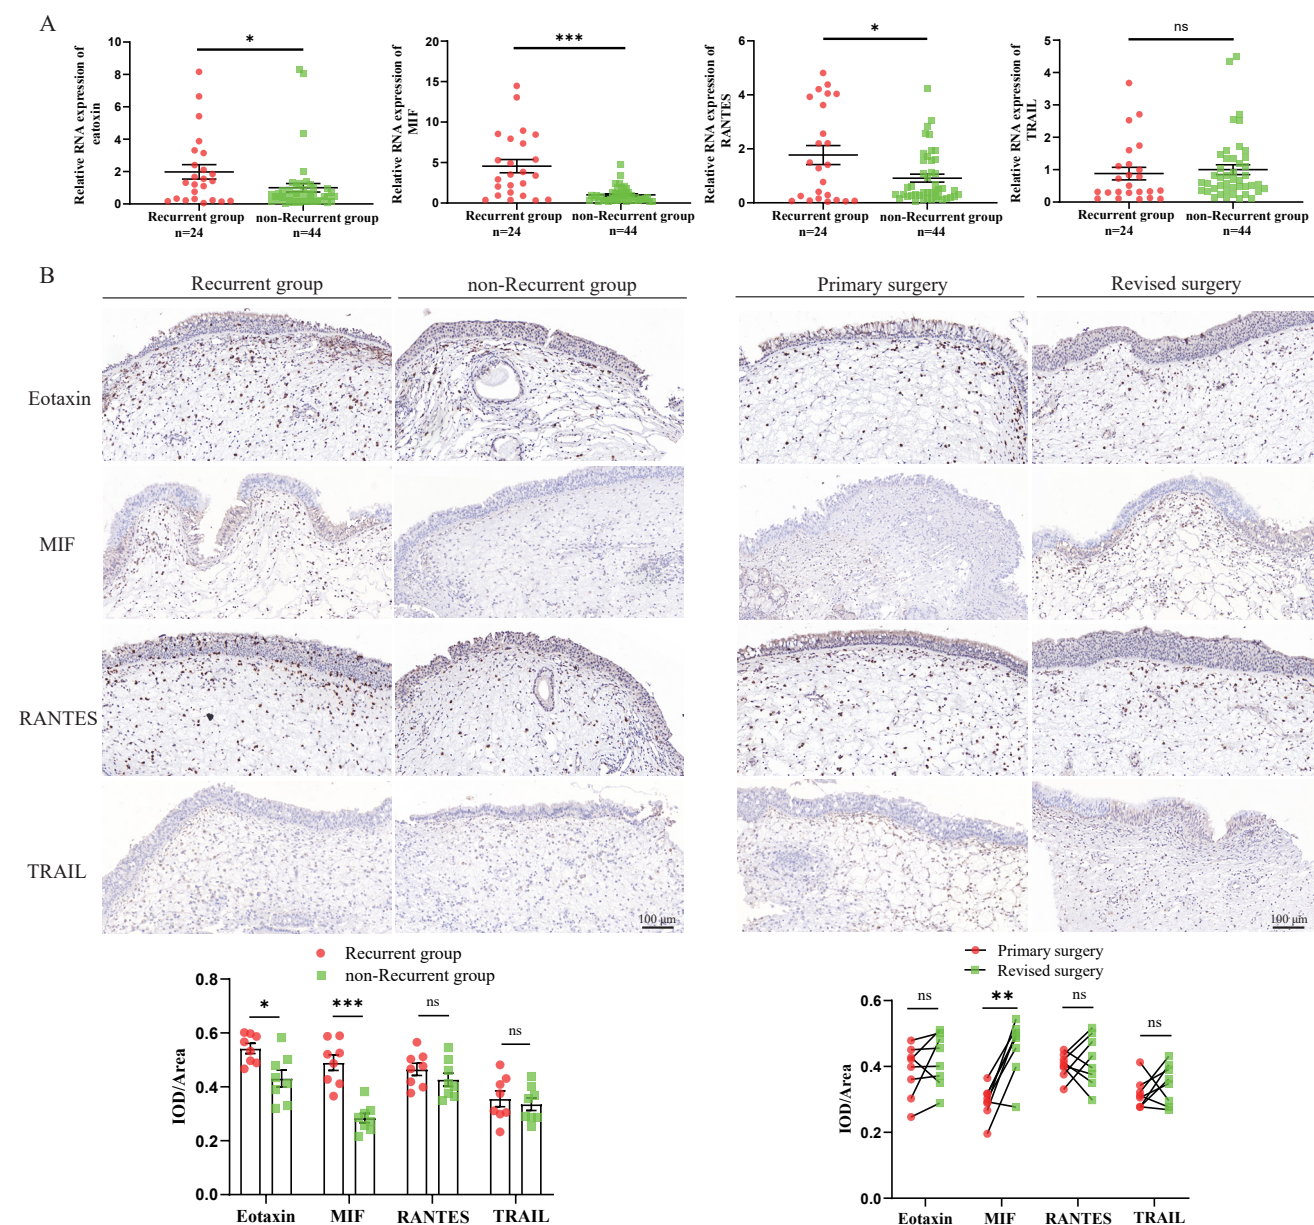 A
Relative RNA expression of
eatoxin
10
8
6
4
2
0
*
Recurrent group
n=24
non-Recurrent group
n=44
Relative RNA expression of
MIF
20
15
10
5
0
***
Recurrent group
n=24
non-Recurrent group
n=44
Relative RNA expression of
RANTES
6
4
2
0
*
Recurrent group
n=24
non-Recurrent group
n=44
Relative RNA expression of
TRAIL
5
4
3
2
1
0
ns
Recurrent group
n=24
non-Recurrent group
n=44
B
Recurrent group
non-Recurrent group
Primary surgery
Revised surgery
Eotaxin
MIF
RANTES
TRAIL
100 μm
100 μm
Recurrent group
non-Recurrent group
IOD/Area
0.8
0.6
0.4
0.2
0.0
*
***
ns
ns
Eotaxin
MIF
RANTES
TRAIL
Primary surgery
Revised surgery
IOD/Area
0.6
0.4
0.2
0.0
ns
**
ns
ns
Eotaxin
MIF
RANTES
TRAIL